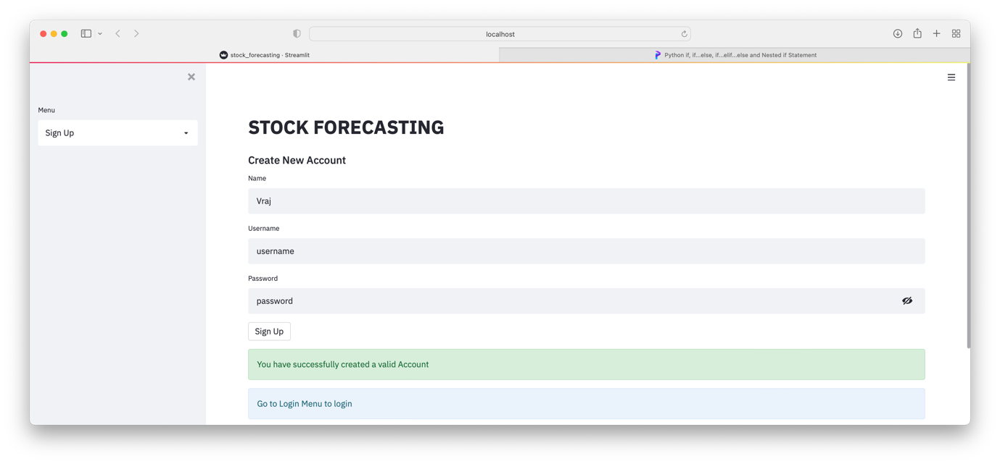 localhost
stock_forecasting · Streamlit
Python if, if...else, if...elif...else and Nested if Statement
Menu
Sign Up
STOCK FORECASTING
Create New Account
Name
Vraj
Username
username
Password
password
Sign Up
You have successfully created a valid Account
Go to Login Menu to login